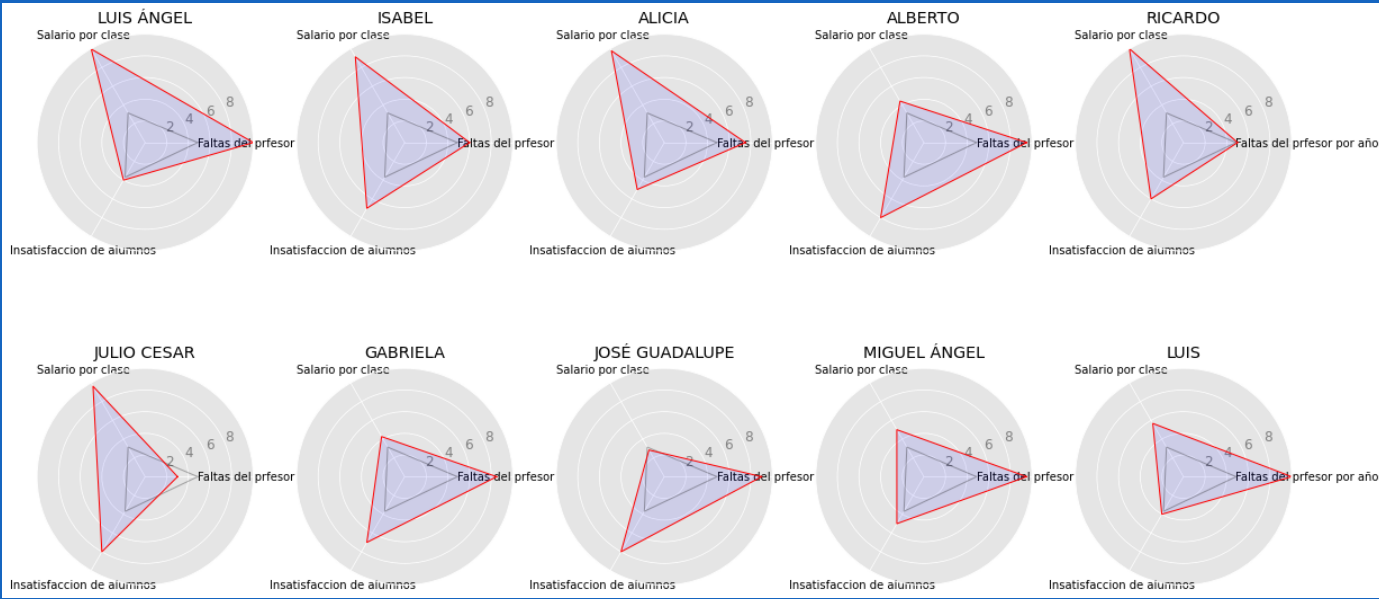 LUIS ÁNGEL
Salario por clase
8
6
4
2
Faltas del prfesor
Insatisfaccion de alumnos
ISABEL
Salario por clase
8
6
4
2
Faltas del prfesor
Insatisfaccion de alumnos
ALICIA
Salario por clase
8
6
4
2
Faltas del prfesor
Insatisfaccion de alumnos
ALBERTO
Salario por clase
8
6
4
2
Faltas del prfesor
Insatisfaccion de alumnos
RICARDO
Salario por clase
8
6
4
2
Faltas del prfesor por año
Insatisfaccion de alumnos
JULIO CESAR
Salario por clase
8
6
4
2
Faltas del prfesor
Insatisfaccion de alumnos
GABRIELA
Salario por clase
8
6
4
2
Faltas del prfesor
Insatisfaccion de alumnos
JOSÉ GUADALUPE
Salario por clase
8
6
4
2
Faltas del prfesor
Insatisfaccion de alumnos
MIGUEL ÁNGEL
Salario por clase
8
6
4
2
Faltas del prfesor
Insatisfaccion de alumnos
LUIS
Salario por clase
8
6
4
2
Faltas del prfesor por año
Insatisfaccion de alumnos